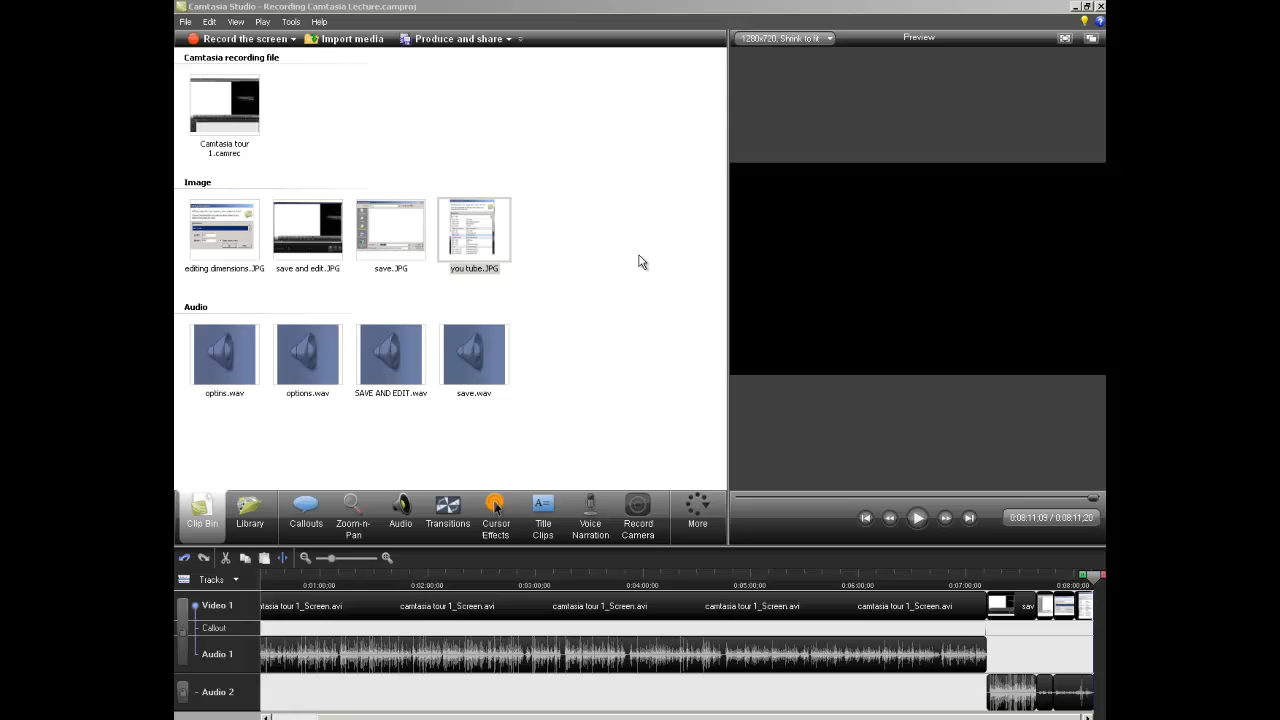 Camtasia Studio - Recording Camtasia Lecture.camproj
File Edit View Play Tools Help
Record the screen Import media Produce and share
1280x720, Shrink to fit Preview
Camtasia recording file
Camtasia tour
1.camrec
Image
editing dimensions.JPG save and edit.JPG save.JPG you tube.JPG
Audio
optins.wav options.wav SAVE AND EDIT.wav save.wav
Clip Bin Library Callouts Zoom-n-
Pan Audio Transitions Cursor
Effects Title
Clips Voice
Narration Record
Camera More
0:08:11;09 / 0:08:11;20
Tracks
0:01:00;00 0:02:00;00 0:03:00;00 0:04:00;00 0:05:00;00 0:06:00;00 0:07:00;00 0:08:00;00
Video 1 itasia tour 1_Screen.avi camtasia tour 1_Screen.avi camtasia tour 1_Screen.avi camtasia tour 1_Screen.avi camtasia tour 1_Screen.avi sav
Callout
Audio 1
Audio 2